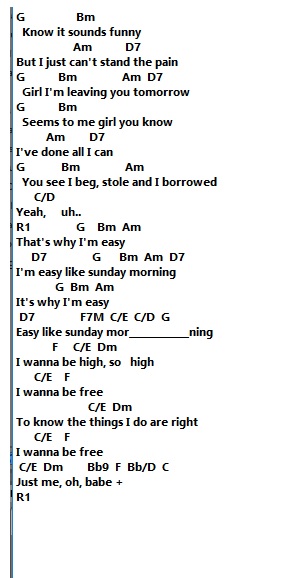 G Bm
Know it sounds funny
Am D7
But I just can't stand the pain
G Bm Am D7
Girl I'm leaving you tomorrow
G Bm
Seems to me girl you know
Am D7
I've done all I can
G Bm Am
You see I beg, stole and I borrowed
C/D
Yeah, uh..
R1 G Bm Am
That's why I'm easy
D7 G Bm Am D7
I'm easy like sunday morning
G Bm Am
It's why I'm easy
D7 F7M C/E C/D G
Easy like sunday mor__________ning
F C/E Dm
I wanna be high, so high
C/E F
I wanna be free
C/E Dm
To know the things I do are right
C/E F
I wanna be free
C/E Dm Bb9 F Bb/D C
Just me, oh, babe +
R1